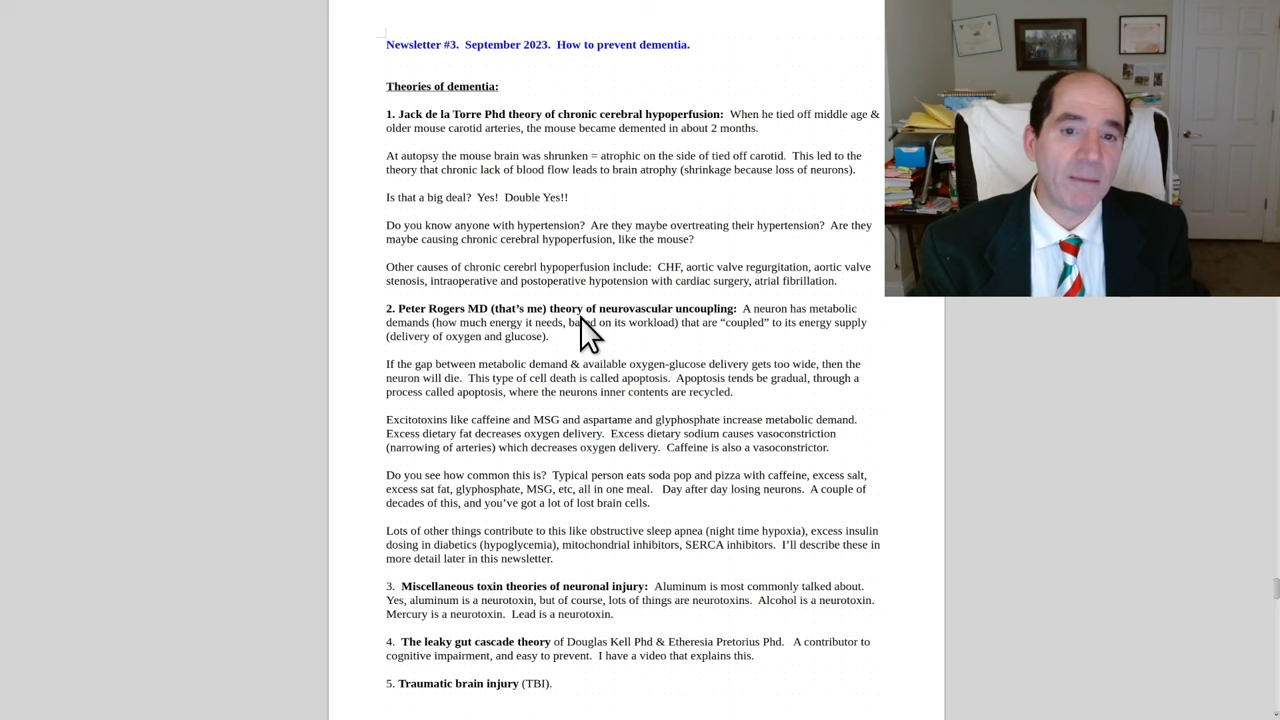 Newsletter #3.  September 2023.  How to prevent dementia.
Theories of dementia:
1. Jack de la Torre Phd theory of chronic cerebral hypoperfusion:  When he tied off middle age &
older mouse carotid arteries, the mouse became demented in about 2 months.
At autopsy the mouse brain was shrunken = atrophic on the side of tied off carotid.  This led to the
theory that chronic lack of blood flow leads to brain atrophy (shrinkage because loss of neurons).
Is that a big deal?  Yes!  Double Yes!!
Do you know anyone with hypertension?  Are they maybe overtreating their hypertension?  Are they
maybe causing chronic cerebral hypoperfusion, like the mouse?
Other causes of chronic cerebrl hypoperfusion include:  CHF, aortic valve regurgitation, aortic valve
stenosis, intraoperative and postoperative hypotension with cardiac surgery, atrial fibrillation.
2. Peter Rogers MD (that's me) theory of neurovascular uncoupling:  A neuron has metabolic
demands (how much energy it needs, based on its workload) that are “coupled” to its energy supply
(delivery of oxygen and glucose).
If the gap between metabolic demand & available oxygen-glucose delivery gets too wide, then the
neuron will die.  This type of cell death is called apoptosis.  Apoptosis tends be gradual, through a
process called apoptosis, where the neurons inner contents are recycled.
Excitotoxins like caffeine and MSG and aspartame and glyphosphate increase metabolic demand.
Excess dietary fat decreases oxygen delivery.  Excess dietary sodium causes vasoconstriction
(narrowing of arteries) which decreases oxygen delivery.  Caffeine is also a vasoconstrictor.
Do you see how common this is?  Typical person eats soda pop and pizza with caffeine, excess salt,
excess sat fat, glyphosphate, MSG, etc, all in one meal.   Day after day losing neurons.  A couple of
decades of this, and you've got a lot of lost brain cells.
Lots of other things contribute to this like obstructive sleep apnea (night time hypoxia), excess insulin
dosing in diabetics (hypoglycemia), mitochondrial inhibitors, SERCA inhibitors.  I'll describe these in
more detail later in this newsletter.
3.  Miscellaneous toxin theories of neuronal injury:  Aluminum is most commonly talked about.
Yes, aluminum is a neurotoxin, but of course, lots of things are neurotoxins.  Alcohol is a neurotoxin.
Mercury is a neurotoxin.  Lead is a neurotoxin.
4.  The leaky gut cascade theory of Douglas Kell Phd & Etheresia Pretorius Phd.   A contributor to
cognitive impairment, and easy to prevent.  I have a video that explains this.
5. Traumatic brain injury (TBI).